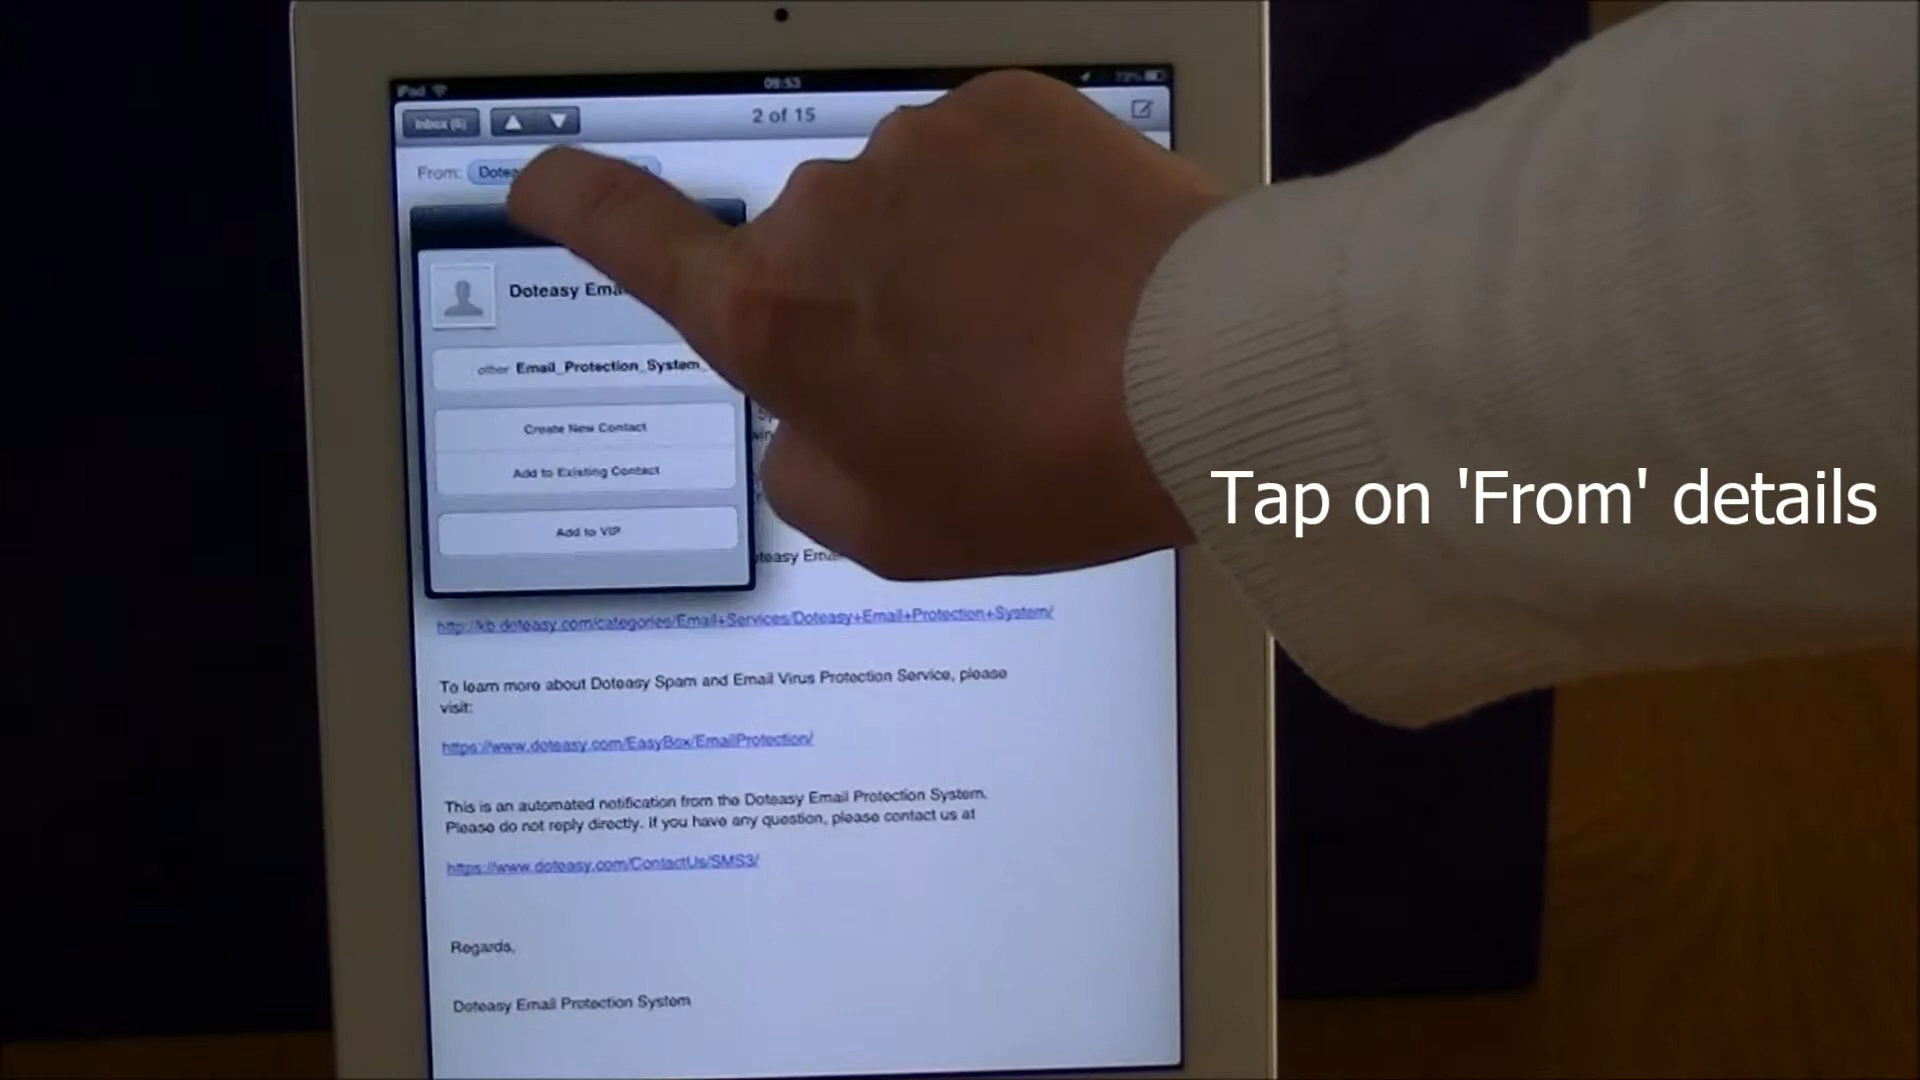 iPad
09:53
73%
Inbox (6)
2 of 15
From:
Doteasy Ema
other Email_Protection_System_
Create New Contact
Add to Existing Contact
Add to VIP
http://kb.doteasy.com/categories/Email+Services/Doteasy+Email+Protection+System/
To learn more about Doteasy Spam and Email Virus Protection Service, please
visit:
https://www.doteasy.com/EasyBox/EmailProtection/
This is an automated notification from the Doteasy Email Protection System.
Please do not reply directly. If you have any question, please contact us at
https://www.doteasy.com/ContactUs/SMS3/
Regards,
Doteasy Email Protection System
Tap on 'From' details